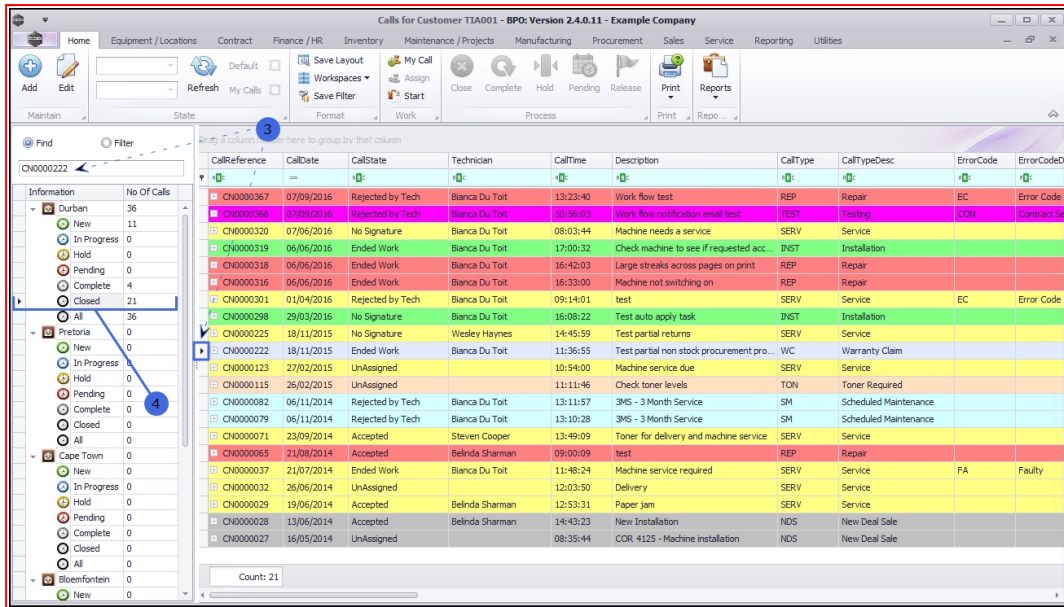 Calls for Customer TIA001 - BPO: Version 2.4.0.11 - Example Company
Home Equipment / Locations Contract Finance / HR Inventory Maintenance / Projects Manufacturing Procurement Sales Service Reporting Utilities
Default Save Layout My Call
Workspaces Assign
Add Edit Refresh My Calls Save Filter Start Close Complete Hold Pending Release Print Reports
Maintain State Format Work Process Print Repo...
3
Find Filter
Drag a column header here to group by that column
CN0000222
CallReference CallDate CallState Technician CallTime Description CallType CallTypeDesc ErrorCode ErrorCodeD
Information No Of Calls
Durban 36
New 11
In Progress 0
Hold 0
Pending 0
Complete 4
Closed 21
All 36
Pretoria 0
New 0
In Progress 0
Hold 0
Pending 0
Complete 0
Closed 0
All 0
Cape Town 0
New 0
In Progress 0
Hold 0
Pending 0
Complete 0
Closed 0
All 0
Bloemfontein 0
New 0
4
CN0000367 07/09/2016 Rejected by Tech Bianca Du Toit 13:23:40 Work flow test REP Repair EC Error Code
CN0000366 07/09/2016 Rejected by Tech Bianca Du Toit 10:56:03 Work flow notification email test TEST Testing CON Contract Se
CN0000320 07/06/2016 No Signature Bianca Du Toit 08:03:44 Machine needs a service SERV Service
CN0000319 06/06/2016 Ended Work Bianca Du Toit 17:00:32 Check machine to see if requested acc... INST Installation
CN0000318 06/06/2016 Ended Work Bianca Du Toit 16:42:03 Large streaks across pages on print REP Repair
CN0000316 06/06/2016 Ended Work Bianca Du Toit 16:33:00 Machine not switching on REP Repair
CN0000301 01/04/2016 Rejected by Tech Bianca Du Toit 09:14:01 test SERV Service EC Error Code
CN0000298 29/03/2016 No Signature Bianca Du Toit 16:08:22 Test auto apply task INST Installation
CN0000225 18/11/2015 No Signature Wesley Haynes 14:45:59 Test partial returns SERV Service
CN0000222 18/11/2015 Ended Work Bianca Du Toit 11:36:55 Test partial non stock procurement pro... WC Warranty Claim
CN0000123 27/02/2015 UnAssigned 10:54:00 Machine service due SERV Service
CN0000115 26/02/2015 UnAssigned 11:11:46 Check toner levels TON Toner Required
CN0000082 06/11/2014 Rejected by Tech Bianca Du Toit 13:11:57 3MS - 3 Month Service SM Scheduled Maintenance
CN0000079 06/11/2014 Rejected by Tech Bianca Du Toit 13:10:28 3MS - 3 Month Service SM Scheduled Maintenance
CN0000071 23/09/2014 Accepted Steven Cooper 13:49:09 Toner for delivery and machine service SERV Service
CN0000065 21/08/2014 Accepted Belinda Sharman 09:00:09 test REP Repair
CN0000037 21/07/2014 Ended Work Bianca Du Toit 11:48:24 Machine service required SERV Service FA Faulty
CN0000032 26/06/2014 UnAssigned 12:03:50 Delivery SERV Service
CN0000029 19/06/2014 Accepted Belinda Sharman 12:53:31 Paper jam SERV Service
CN0000028 13/06/2014 Accepted Belinda Sharman 14:43:23 New Installation NDS New Deal Sale
CN0000027 16/05/2014 UnAssigned 08:35:44 COR 4125 - Machine installation NDS New Deal Sale
Count: 21